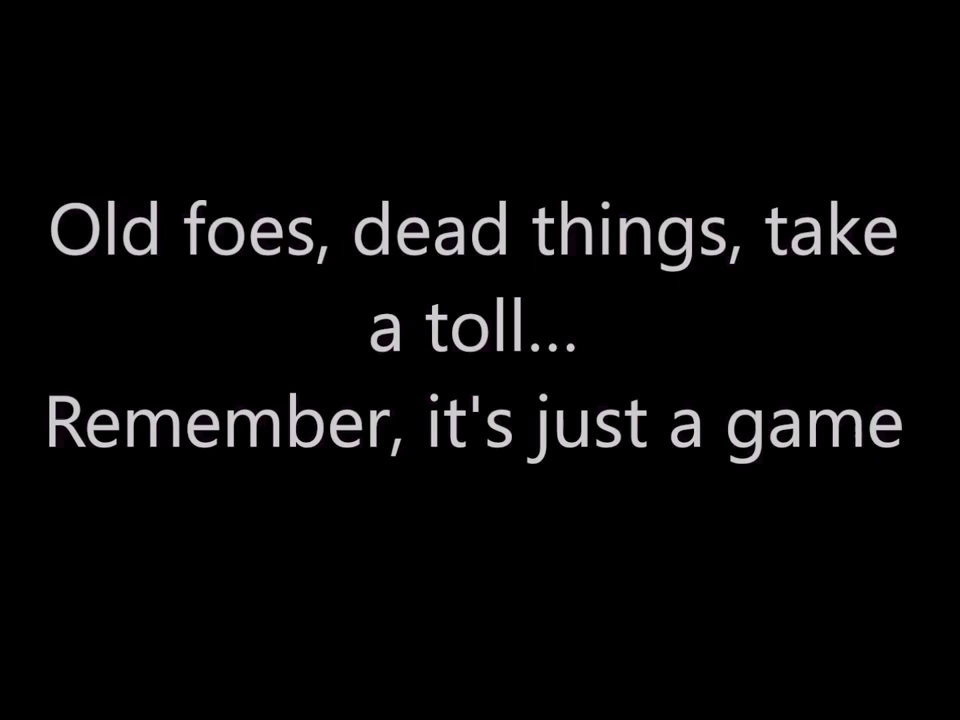 Old foes, dead things, take
a toll...
Remember, it's just a game